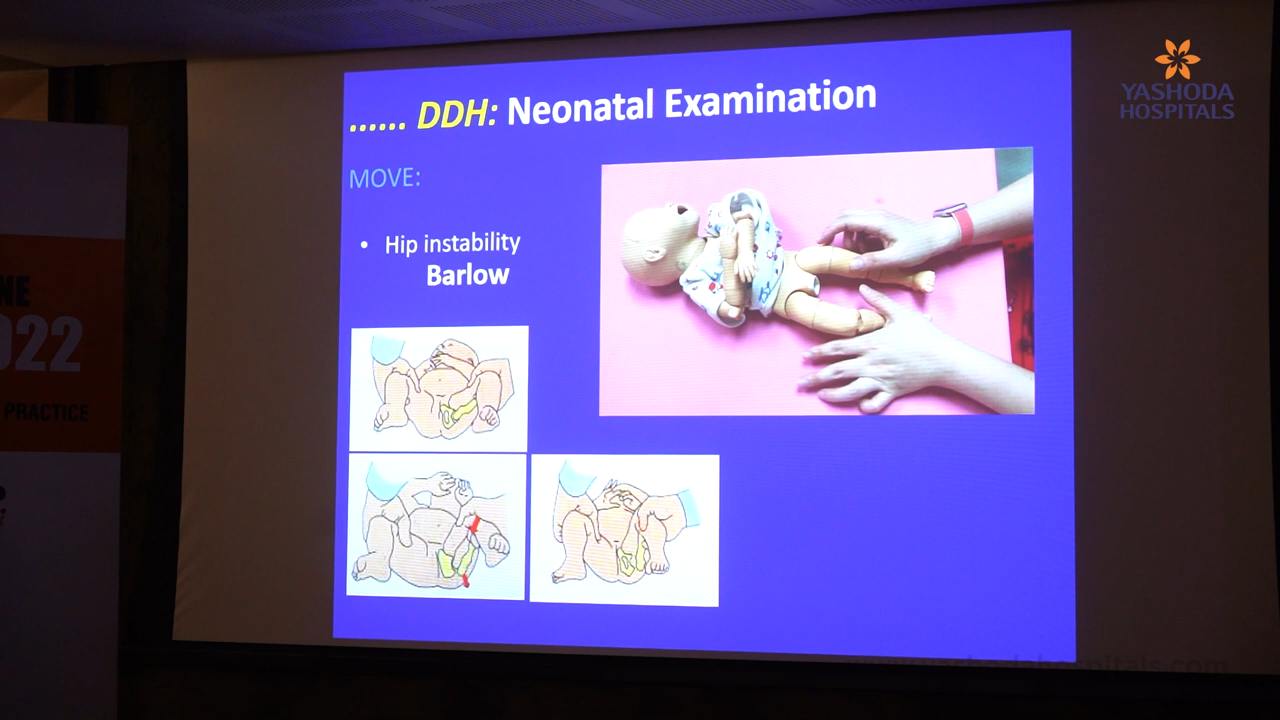 ...... DDH: Neonatal Examination
MOVE:
• Hip instability
Barlow
YASHODA
HOSPITALS
NE
022
PRACTICE